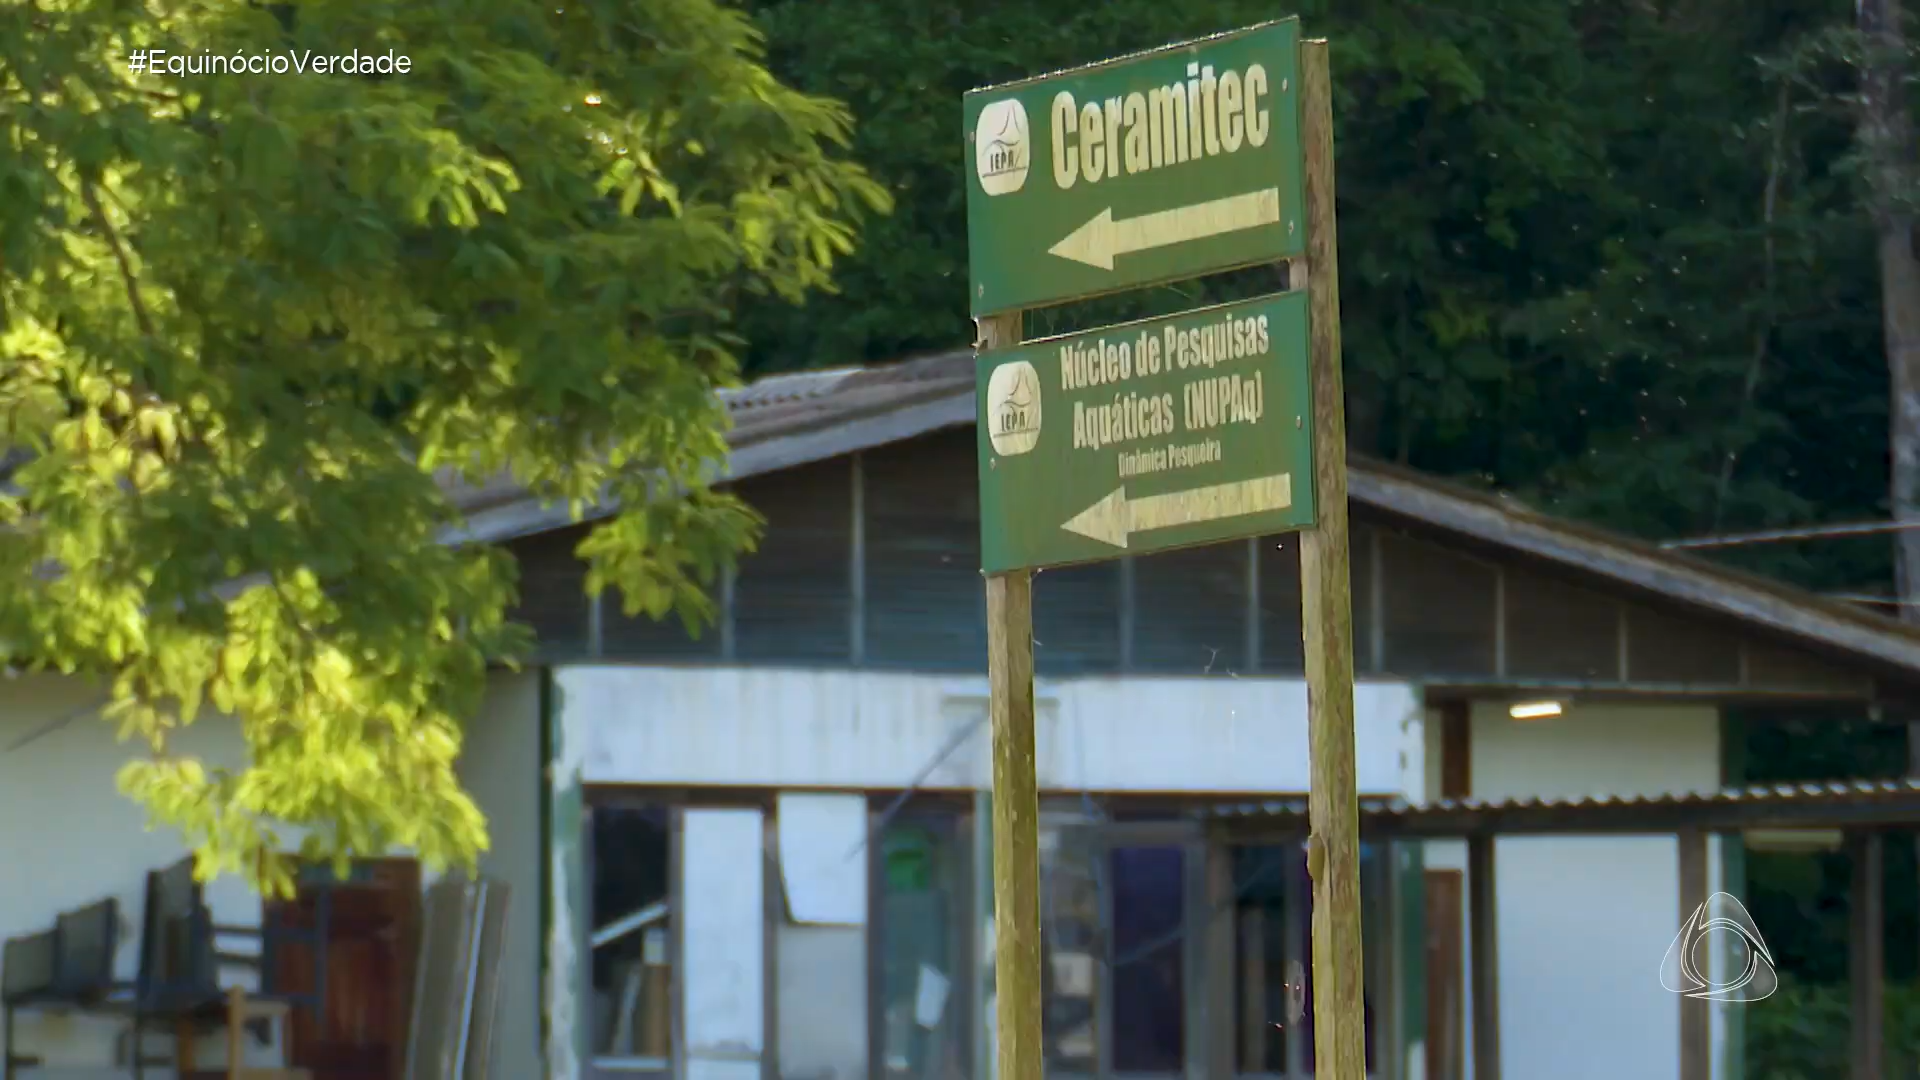 #EquinócioVerdade
IEPA
Ceramitec
IEPA
Núcleo de Pesquisas
Aquáticas (NUPAq)
Dinâmica Pesqueira